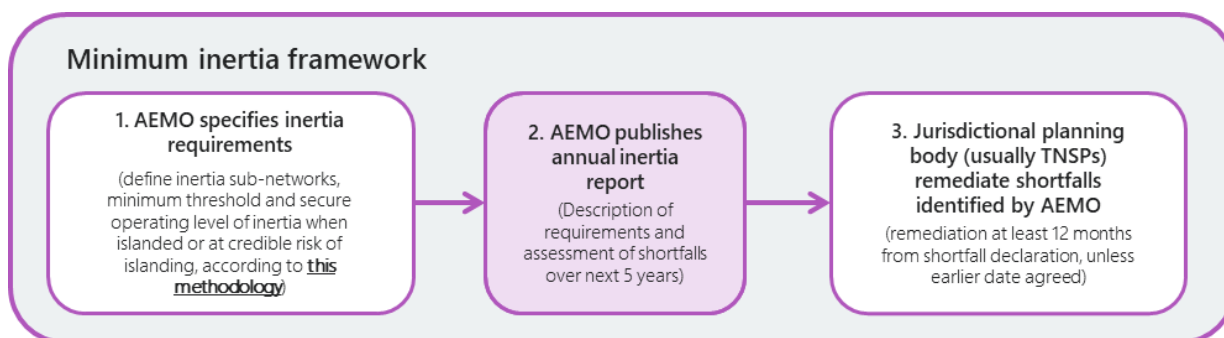 Minimum inertia framework
1. AEMO specifies inertia
requirements
(define inertia sub-networks,
minimum threshold and secure
operating level of inertia when
islanded or at credible risk of
islanding, according to this
methodology)
2. AEMO publishes
annual inertia
report
(Description of
requirements and
assessment of shortfalls
over next 5 years)
3. Jurisdictional planning
body (usually TNSPs)
remediate shortfalls
identified by AEMO
(remediation at least 12 months
from shortfall declaration, unless
earlier date agreed)